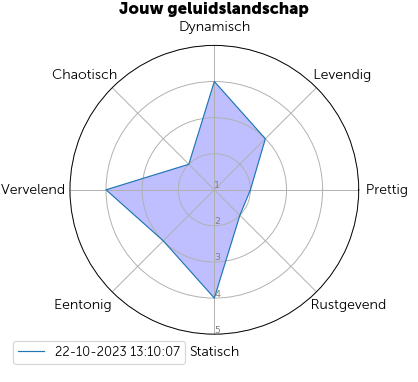 Jouw geluidslandschap
Dynamisch
Chaotisch
Levendig
Vervelend
1
Prettig
2
3
4
Eentonig
Rustgevend
5
22-10-2023 13:10:07
Statisch